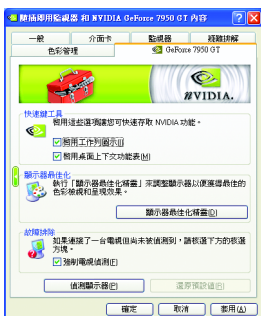 隨插即用監視器 和 NVIDIA GeForce 7950 GT 內容
一般
介面卡
監視器
疑難排解
色彩管理
GeForce 7950 GT
NVIDIA.
快速鍵工具
啟用這些選項讓您可快速存取 NVIDIA 功能。
啟用工作列圖示(I)
啟用桌面上下文功能表(M)
顯示器最佳化
執行「顯示器最佳化精靈」來調整顯示器以便獲得最佳的
色彩檢視和呈現效果。
顯示器最佳化精靈(O)
故障排除
如果連接了一台電視但尚未被偵測到，請核選下方的核選
方塊。
強制電視偵測(F)
偵測顯示器(P)
還原預設值(R)
確定
取消
套用(A)